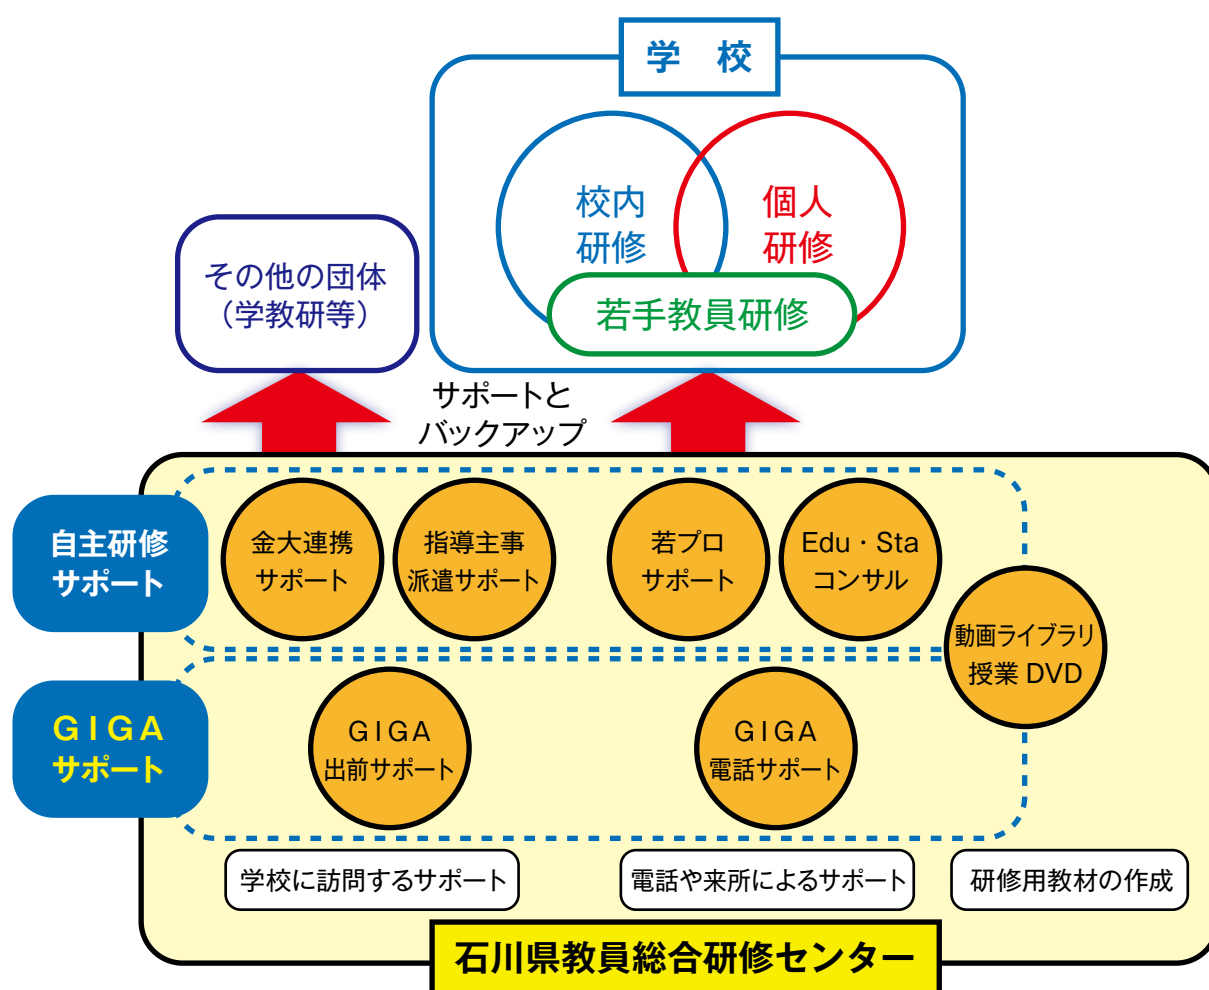 学　校
校内
研修
個人
研修
若手教員研修
その他の団体
（学教研等）
サポートと
バックアップ
自主研修
サポート
金大連携
サポート
指導主事
派遣サポート
若プロ
サポート
Edu・Sta
コンサル
動画ライブラリ
授業 DVD
ＧＩＧＡ
サポート
ＧＩＧＡ
出前サポート
ＧＩＧＡ
電話サポート
学校に訪問するサポート
電話や来所によるサポート
研修用教材の作成
石川県教員総合研修センター